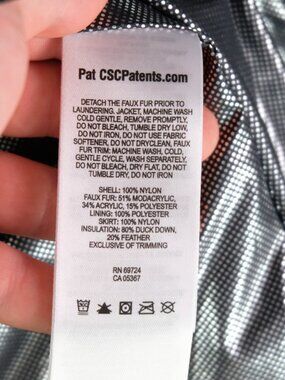 Pat CSCPatents.com
DETACH THE FAUX FUR PRIOR TO
LAUNDERING. JACKET, MACHINE WASH
COLD GENTLE, REMOVE PROMPTLY,
DO NOT BLEACH, TUMBLE DRY LOW,
DO NOT IRON, DO NOT USE FABRIC
SOFTENER, DO NOT DRYCLEAN, FAUX
FUR TRIM: MACHINE WASH, COLD,
GENTLE CYCLE, WASH SEPARATELY,
DO NOT BLEACH, DRY FLAT, DO NOT
TUMBLE DRY, DO NOT IRON
SHELL: 100% NYLON
FAUX FUR: 51% MODACRYLIC,
34% ACRYLIC, 15% POLYESTER
LINING: 100% POLYESTER
SKIRT: 100% NYLON
INSULATION: 80% DUCK DOWN,
20% FEATHER
EXCLUSIVE OF TRIMMING
RN 69724
CA 05367